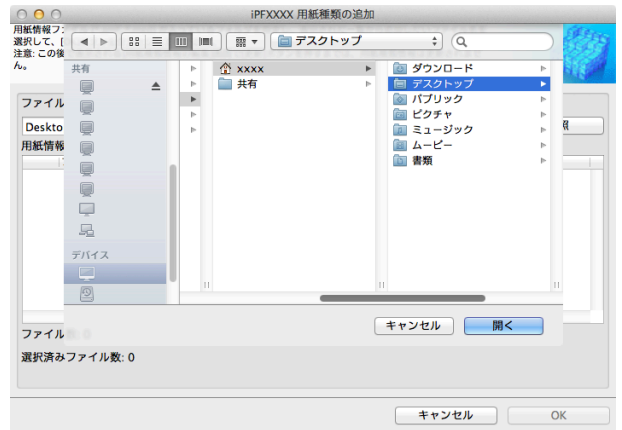 iPFXXXX 用紙種類の追加
用紙情報フ
選択して、[
注意: この後
ん。
デスクトップ
共有
デバイス
xxxx
共有
ダウンロード
デスクトップ
パブリック
ピクチャ
ミュージック
ムービー
書類
ファイル
Deskto
照
用紙情報
キャンセル
開く
ファイル数: 0
選択済みファイル数: 0
キャンセル
OK